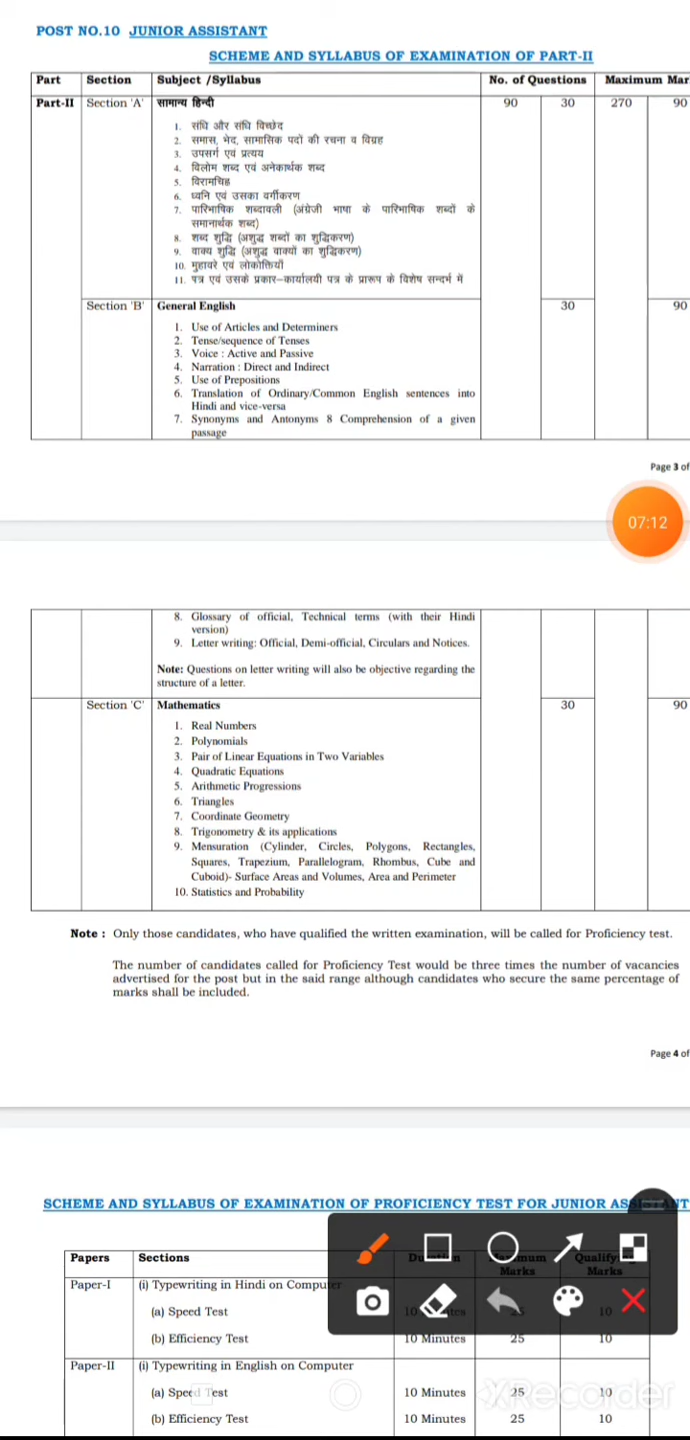 POST NO.10 JUNIOR ASSISTANT
SCHEME AND SYLLABUS OF EXAMINATION OF PART-II
Part Section Subject /Syllabus No. of Questions Maximum Mar
Part-II Section 'A' सामान्य हिन्दी 90 30 270 90
1. संधि और संधि विच्छेद
2. समास, भेद, सामासिक पदों की रचना व विग्रह
3. उपसर्ग एवं प्रत्यय
4. विलोम शब्द एवं अनेकार्थक शब्द
5. विरामचिह्न
6. ध्वनि एवं उसका वर्गीकरण
7. पारिभाषिक शब्दावली (अंग्रेजी भाषा के पारिभाषिक शब्दों के
समानार्थक शब्द)
8. शब्द शुद्धि (अशुद्ध शब्दों का शुद्धिकरण)
9. वाक्य शुद्धि (अशुद्ध वाक्यों का शुद्धिकरण)
10. मुहावरे एवं लोकोक्तियाँ
11. पत्र एवं उसके प्रकार–कार्यालयी पत्र के प्रारूप के विशेष सन्दर्भ में
Section 'B' General English 30 90
1. Use of Articles and Determiners
2. Tense/sequence of Tenses
3. Voice : Active and Passive
4. Narration : Direct and Indirect
5. Use of Prepositions
6. Translation of Ordinary/Common English sentences into
Hindi and vice-versa
7. Synonyms and Antonyms 8 Comprehension of a given
passage
Page 3 of
07:12
8. Glossary of official, Technical terms (with their Hindi
version)
9. Letter writing: Official, Demi-official, Circulars and Notices.
Note: Questions on letter writing will also be objective regarding the
structure of a letter.
Section 'C' Mathematics 30 90
1. Real Numbers
2. Polynomials
3. Pair of Linear Equations in Two Variables
4. Quadratic Equations
5. Arithmetic Progressions
6. Triangles
7. Coordinate Geometry
8. Trigonometry & its applications
9. Mensuration (Cylinder, Circles, Polygons, Rectangles,
Squares, Trapezium, Parallelogram, Rhombus, Cube and
Cuboid)- Surface Areas and Volumes, Area and Perimeter
10. Statistics and Probability
Note : Only those candidates, who have qualified the written examination, will be called for Proficiency test.
The number of candidates called for Proficiency Test would be three times the number of vacancies
advertised for the post but in the said range although candidates who secure the same percentage of
marks shall be included.
Page 4 of
SCHEME AND SYLLABUS OF EXAMINATION OF PROFICIENCY TEST FOR JUNIOR
Papers Sections
Marks Marks
Paper-I (i) Typewriting in Hindi on Computer
(a) Speed Test 10
(b) Efficiency Test 10 Minutes 25 10
Paper-II (i) Typewriting in English on Computer
(a) Speed Test 10 Minutes 25 10
(b) Efficiency Test 10 Minutes 25 10
XRecorder